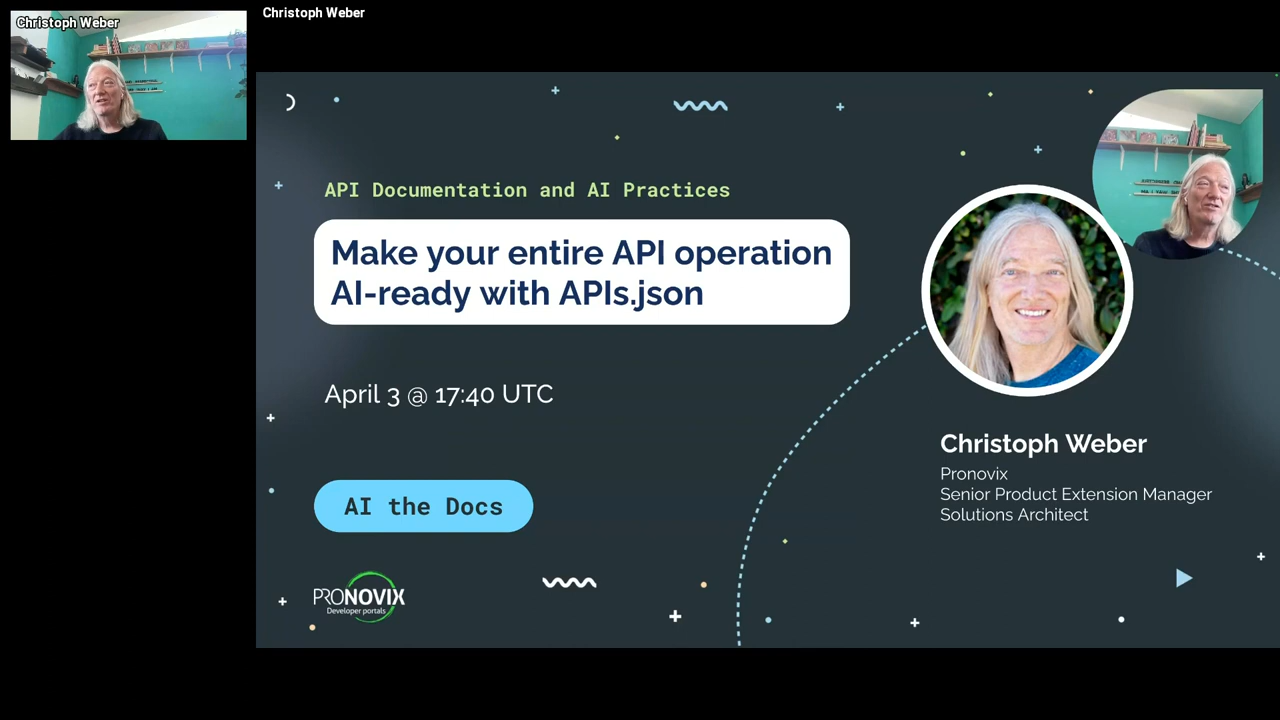 Christoph Weber
Christoph Weber
API Documentation and AI Practices
Make your entire API operation
AI-ready with APIs.json
April 3 @ 17:40 UTC
Christoph Weber
Pronovix
Senior Product Extension Manager
Solutions Architect
AI the Docs
PRONOVIX
Developer portals